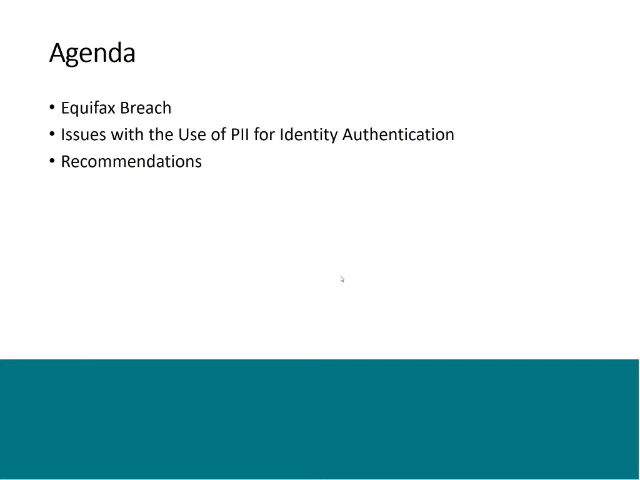 Agenda
• Equifax Breach
• Issues with the Use of PII for Identity Authentication
• Recommendations